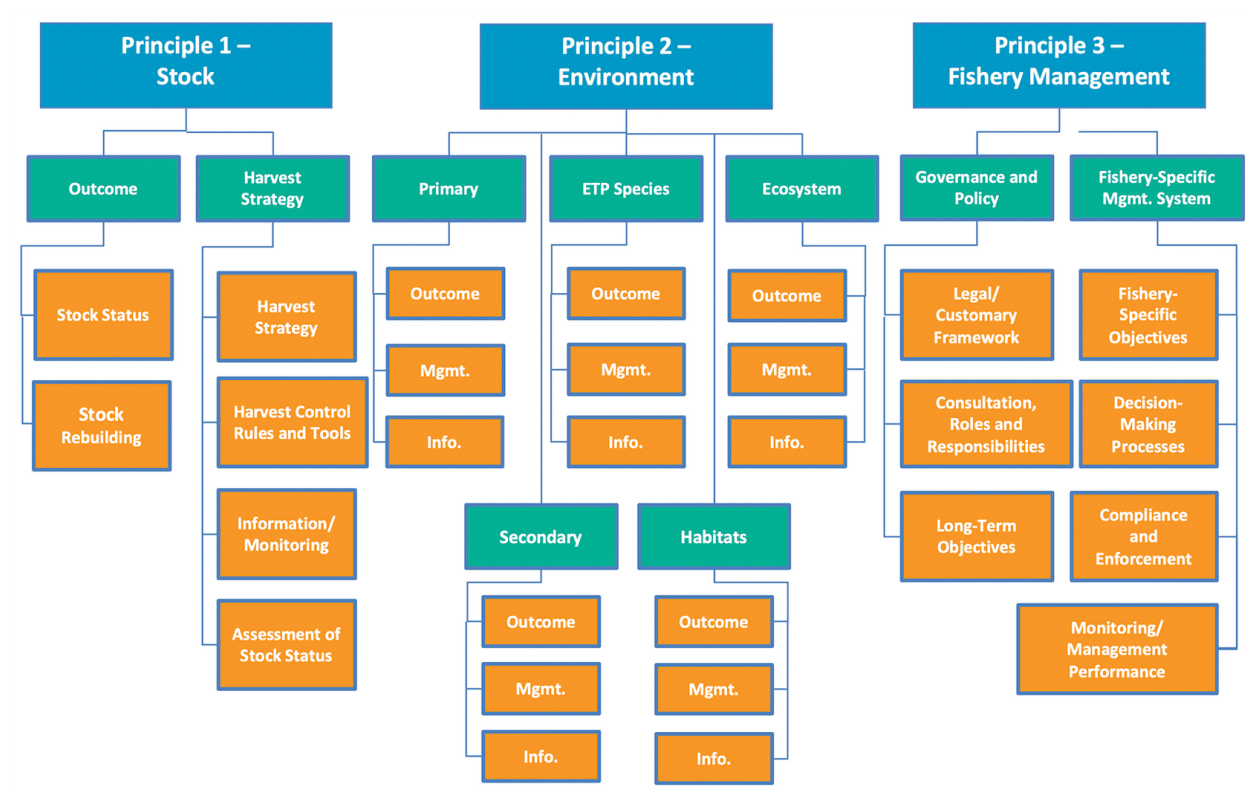 Principle 1 –
Stock
Principle 2 –
Environment
Principle 3 –
Fishery Management
Outcome
Harvest
Strategy
Primary
ETP Species
Ecosystem
Governance and
Policy
Fishery-Specific
Mgmt. System
Stock Status
Stock
Rebuilding
Harvest
Strategy
Harvest Control
Rules and Tools
Information/
Monitoring
Assessment of
Stock Status
Outcome
Mgmt.
Info.
Outcome
Mgmt.
Info.
Outcome
Mgmt.
Info.
Secondary
Outcome
Mgmt.
Info.
Habitats
Outcome
Mgmt.
Info.
Legal/
Customary
Framework
Consultation,
Roles and
Responsibilities
Long-Term
Objectives
Fishery-
Specific
Objectives
Decision-
Making
Processes
Compliance
and
Enforcement
Monitoring/
Management
Performance